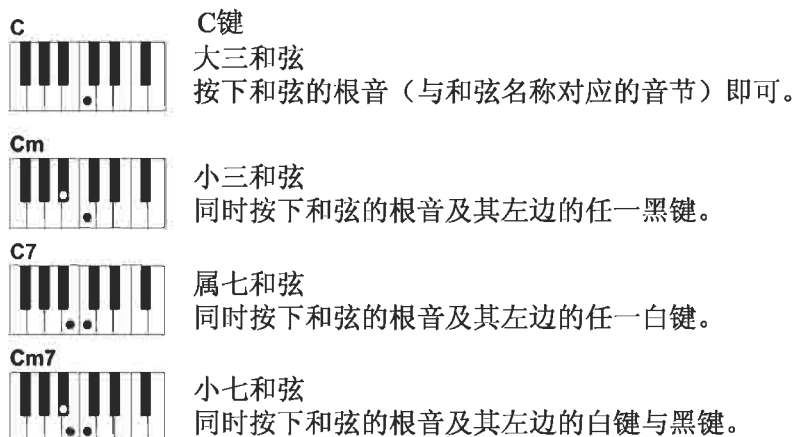 C
C键
大三和弦
按下和弦的根音（与和弦名称对应的音节）即可。
Cm
小三和弦
同时按下和弦的根音及其左边的任一黑键。
C7
属七和弦
同时按下和弦的根音及其左边的任一白键。
Cm7
小七和弦
同时按下和弦的根音及其左边的白键与黑键。